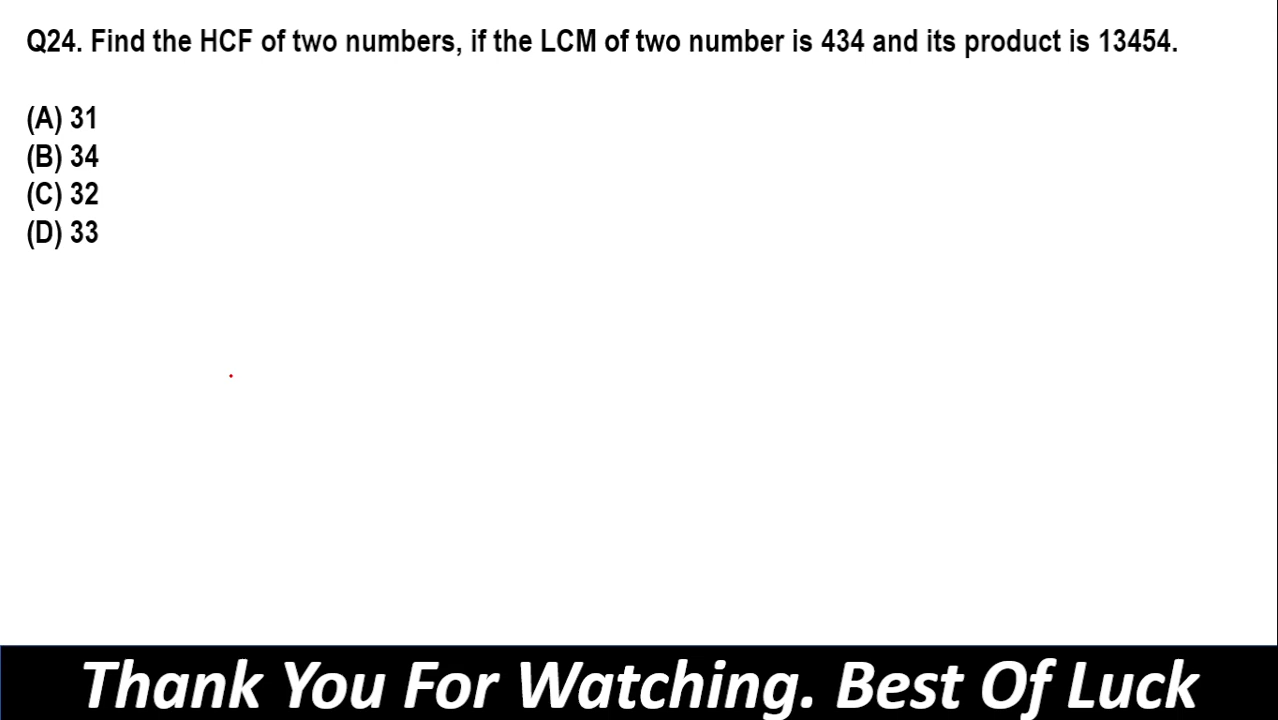 Q24. Find the HCF of two numbers, if the LCM of two number is 434 and its product is 13454.
(A) 31
(B) 34
(C) 32
(D) 33
Thank You For Watching. Best Of Luck